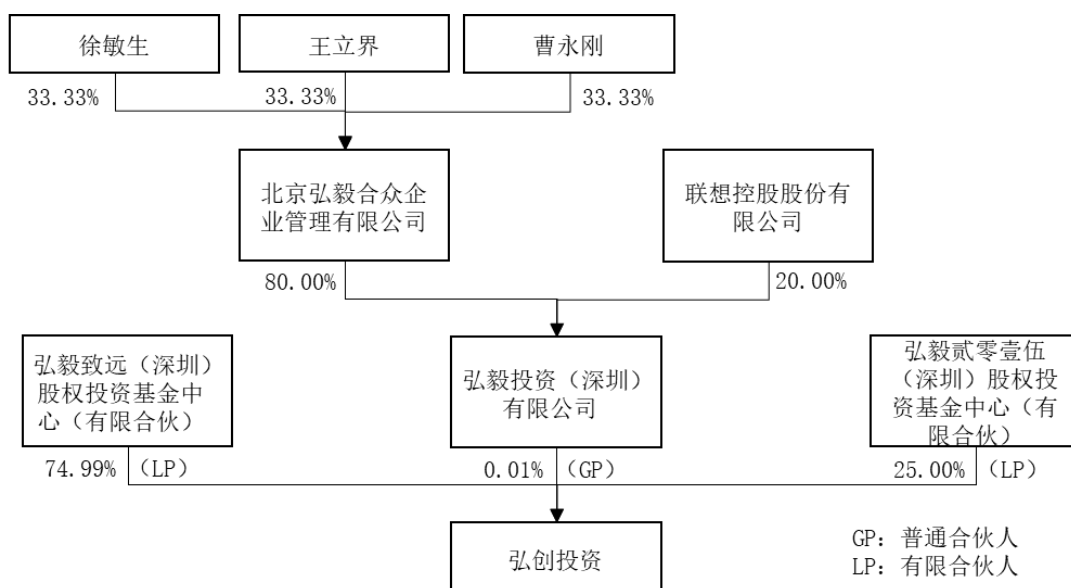 徐敏生
王立界
曹永刚
33.33%
33.33%
33.33%
北京弘毅合众企
业管理有限公司
联想控股股份有
限公司
80.00%
20.00%
弘毅致远（深圳）
股权投资基金中
心（有限合伙）
弘毅投资（深圳）
有限公司
弘毅贰零壹伍
（深圳）股权投
资基金中心（有
限合伙）
74.99%（LP）
0.01%（GP）
25.00%（LP）
弘创投资
GP：普通合伙人
LP：有限合伙人